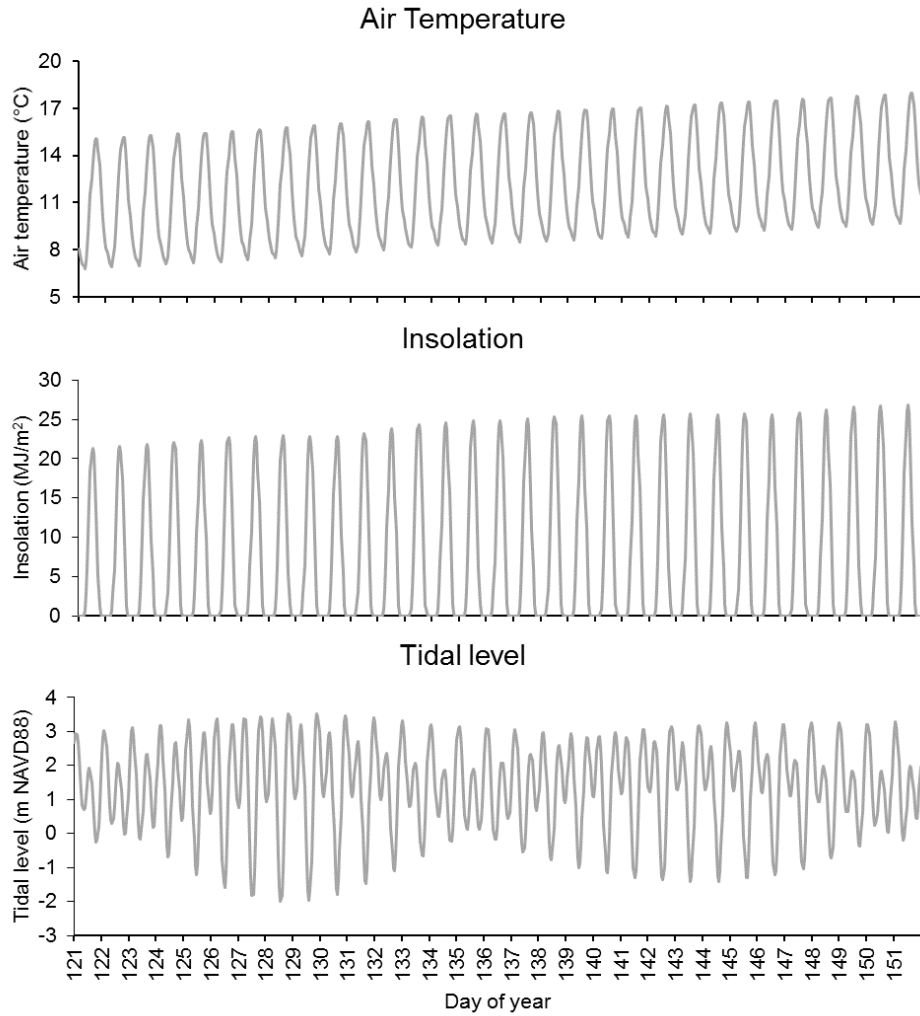 Air Temperature
Air temperature (°C)
20
17
14
11
8
5
Insolation
Insolation (MJ/m²)
30
25
20
15
10
5
0
Tidal level
Tidal level (m NAVD88)
4
3
2
1
0
-1
-2
-3
121 122 123 124 125 126 127 128 129 130 131 132 133 134 135 136 137 138 139 140 141 142 143 144 145 146 147 148 149 150 151
Day of year